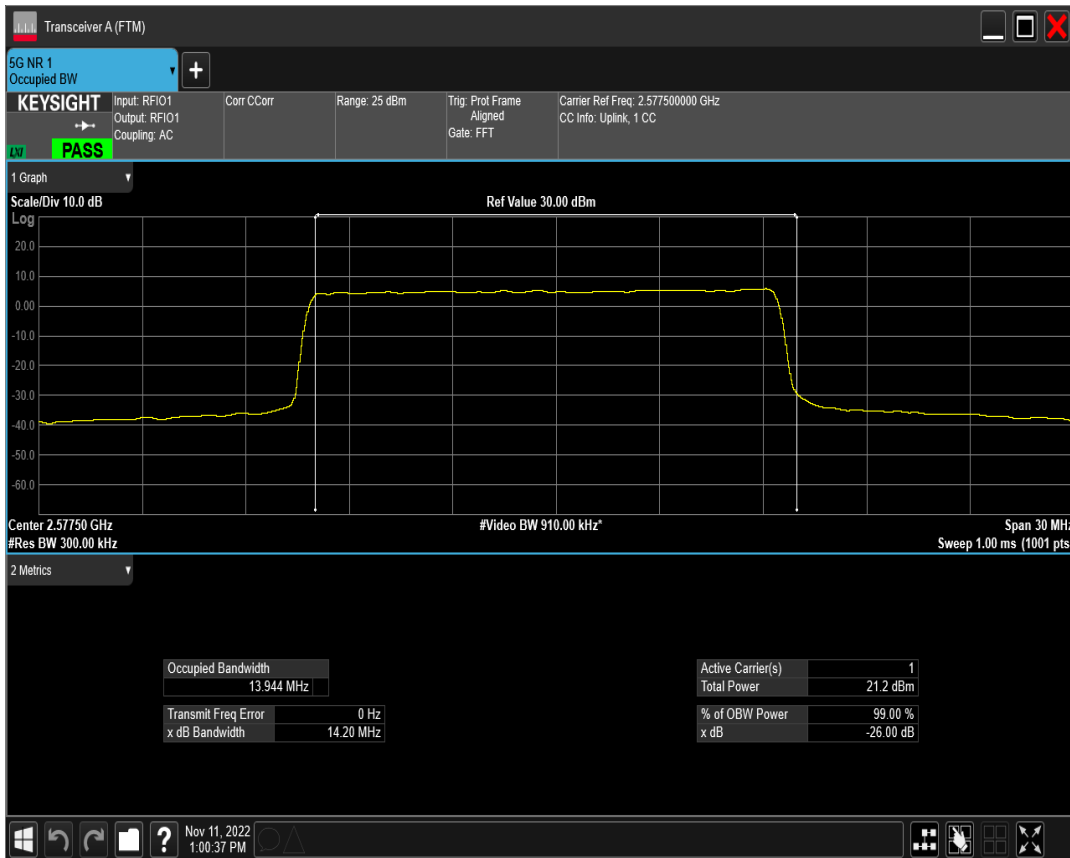 Transceiver A (FTM)
5G NR 1
Occupied BW
+
KEYSIGHT
LXI
PASS
Input: RFIO1
Output: RFIO1
Coupling: AC
Corr CCorr
Range: 25 dBm
Trig: Prot Frame
Aligned
Gate: FFT
Carrier Ref Freq: 2.577500000 GHz
CC Info: Uplink, 1 CC
1 Graph
Scale/Div 10.0 dB
Ref Value 30.00 dBm
Log
20.0
10.0
0.00
-10.0
-20.0
-30.0
-40.0
-50.0
-60.0
Center 2.57750 GHz
#Video BW 910.00 kHz*
Span 30 MHz
#Res BW 300.00 kHz
Sweep 1.00 ms (1001 pts
2 Metrics
Occupied Bandwidth
13.944 MHz
Transmit Freq Error 0 Hz
x dB Bandwidth 14.20 MHz
Active Carrier(s) 1
Total Power 21.2 dBm
% of OBW Power 99.00 %
x dB -26.00 dB
?
Nov 11, 2022
1:00:37 PM